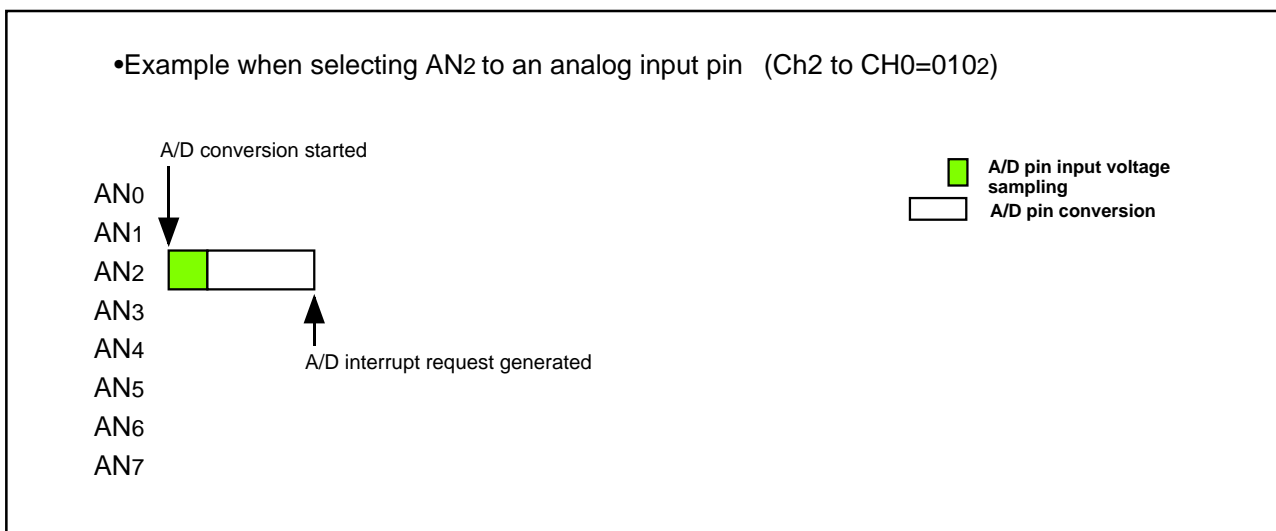 •Example when selecting AN2 to an analog input pin (Ch2 to CH0=0102)
A/D conversion started
A/D pin input voltage
sampling
A/D pin conversion
AN0
AN1
AN2
AN3
AN4
AN5
AN6
AN7
A/D interrupt request generated